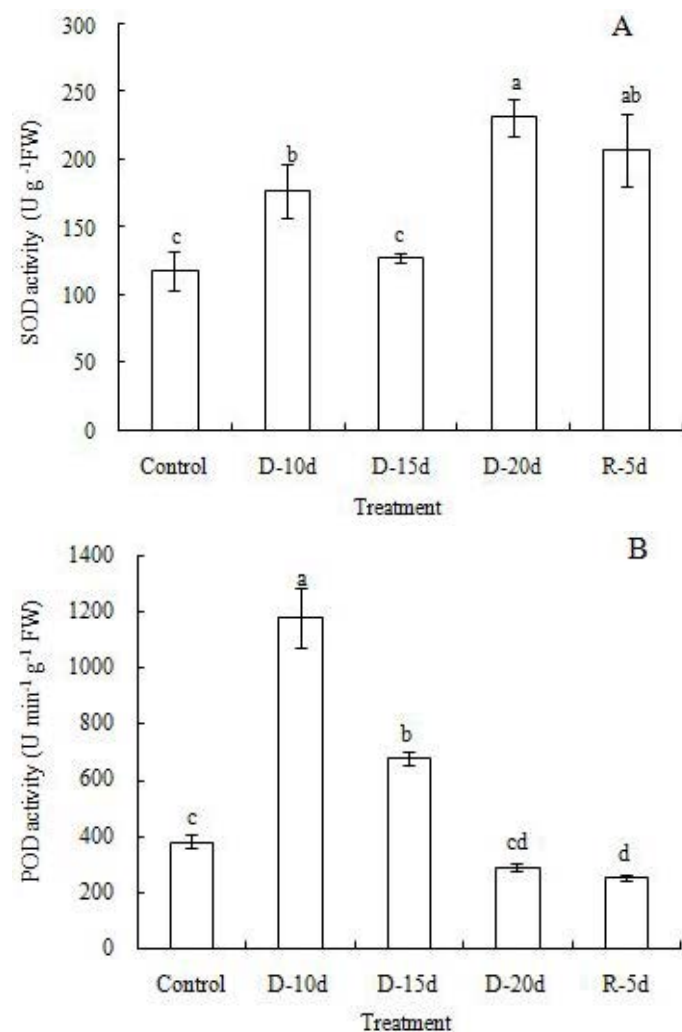 A
300
250
200
150
100
50
0
SOD activity (U g -1FW)
c
b
c
a
ab
Control D-10d D-15d D-20d R-5d
Treatment
B
1400
1200
1000
800
600
400
200
0
POD activity (U min-1 g-1 FW)
c
a
b
cd
d
Control D-10d D-15d D-20d R-5d
Treatment